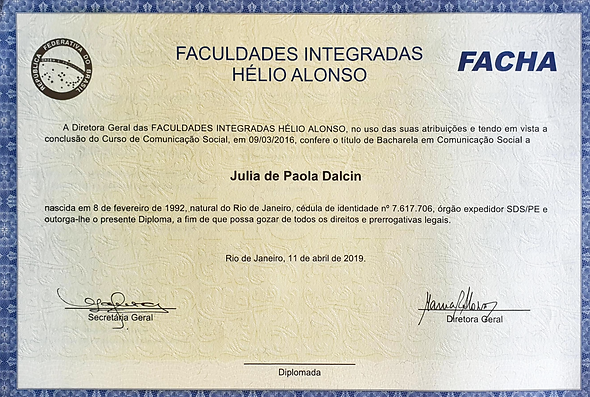 REPÚBLICA FEDERATIVA DO BRASIL
FACULDADES INTEGRADAS
HÉLIO ALONSO
FACHA
A Diretora Geral das FACULDADES INTEGRADAS HÉLIO ALONSO, no uso das suas atribuições e tendo em vista a
conclusão do Curso de Comunicação Social, em 09/03/2016, confere o título de Bacharela em Comunicação Social a
Julia de Paola Dalcin
nascida em 8 de fevereiro de 1992, natural do Rio de Janeiro, cédula de identidade nº 7.617.706, órgão expedidor SDS/PE e
outorga-lhe o presente Diploma, a fim de que possa gozar de todos os direitos e prerrogativas legais.
Rio de Janeiro, 11 de abril de 2019.
Secretária Geral
Diretora Geral
Diplomada